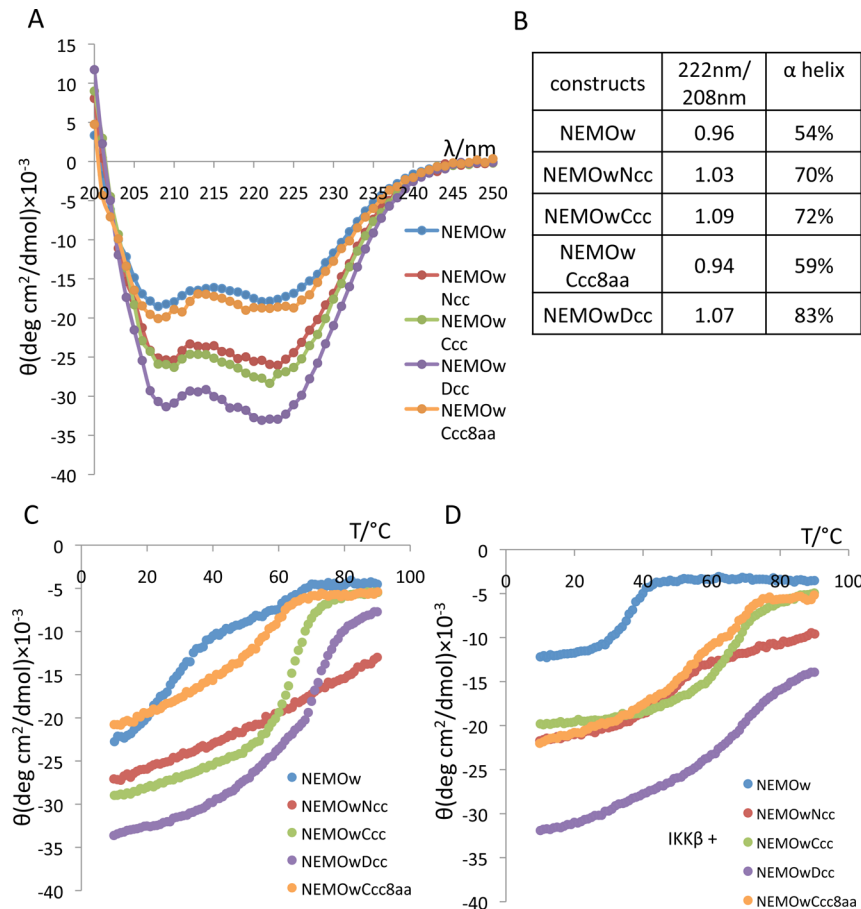 A
15
10
5
0
-5
-10
-15
-20
-25
-30
-35
-40
200 205 210 215 220 225 230 235 240 245 250
λ/nm
θ(deg cm²/dmol)×10⁻³
NEMOw
NEMOw
Ncc
NEMOw
Ccc
NEMOw
Dcc
NEMOw
Ccc8aa
B
constructs 222nm/208nm α helix
NEMOw 0.96 54%
NEMOwNcc 1.03 70%
NEMOwCcc 1.09 72%
NEMOw Ccc8aa 0.94 59%
NEMOwDcc 1.07 83%
C
T/°C
0 20 40 60 80 100
0
-5
-10
-15
-20
-25
-30
-35
-40
θ(deg cm²/dmol)×10⁻³
NEMOw
NEMOwNcc
NEMOwCcc
NEMOwDcc
NEMOwCcc8aa
D
T/°C
0 20 40 60 80 100
0
-5
-10
-15
-20
-25
-30
-35
-40
θ(deg cm²/dmol)×10⁻³
IKKβ +
NEMOw
NEMOwNcc
NEMOwCcc
NEMOwDcc
NEMOwCcc8aa